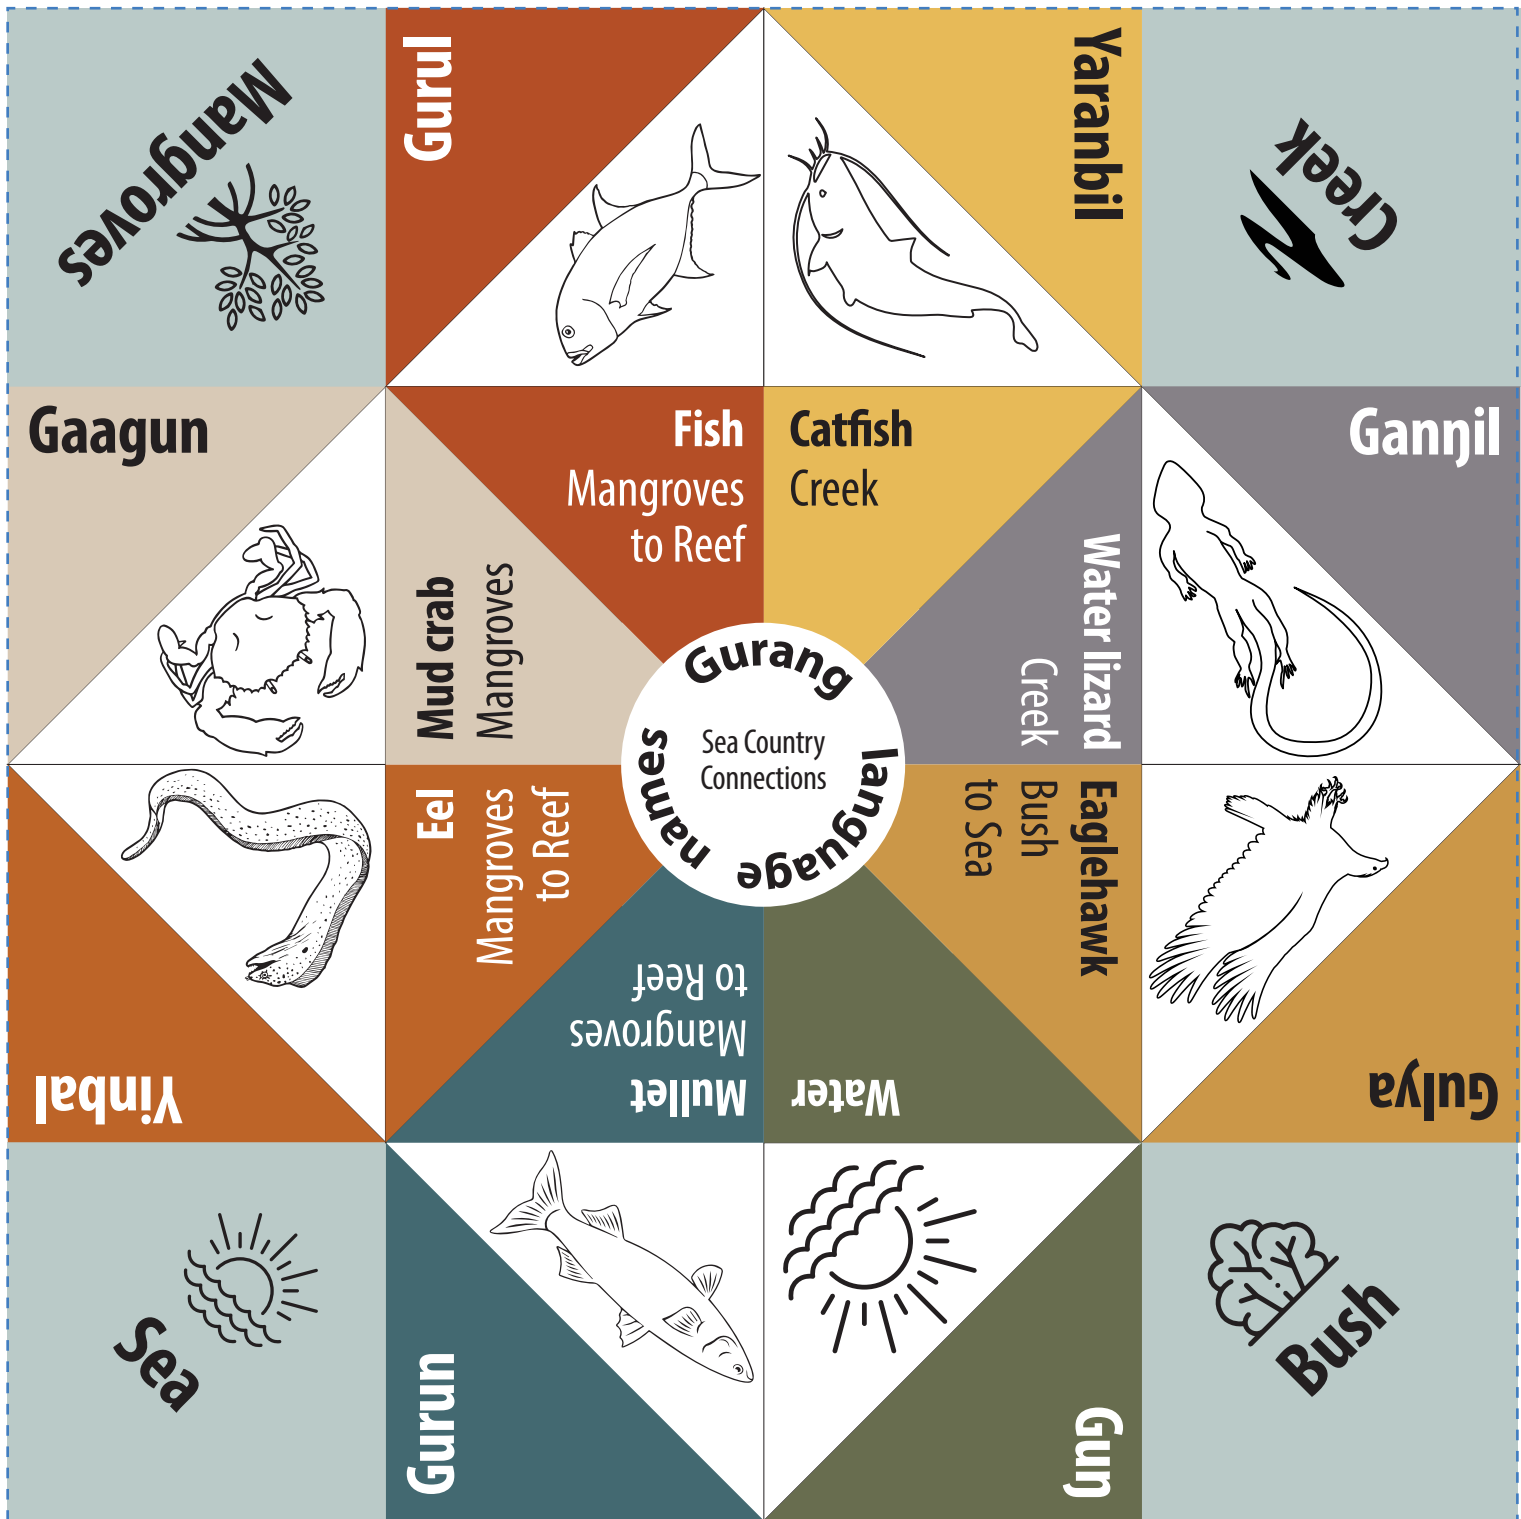 Mangroves
Gurul
Yaranbil
Creek
Gaagun
Fish
Mangroves
to Reef
Catfish
Creek
Ganŋil
Mud crab
Mangroves
Water lizard
Creek
Gurang
language
names
Sea Country
Connections
Eel
Mangroves
to Reef
Eaglehawk
Bush
to Sea
Mullet
Mangroves
to Reef
Water
Yinbal
Gulya
Sea
Gurun
Guŋ
Bush